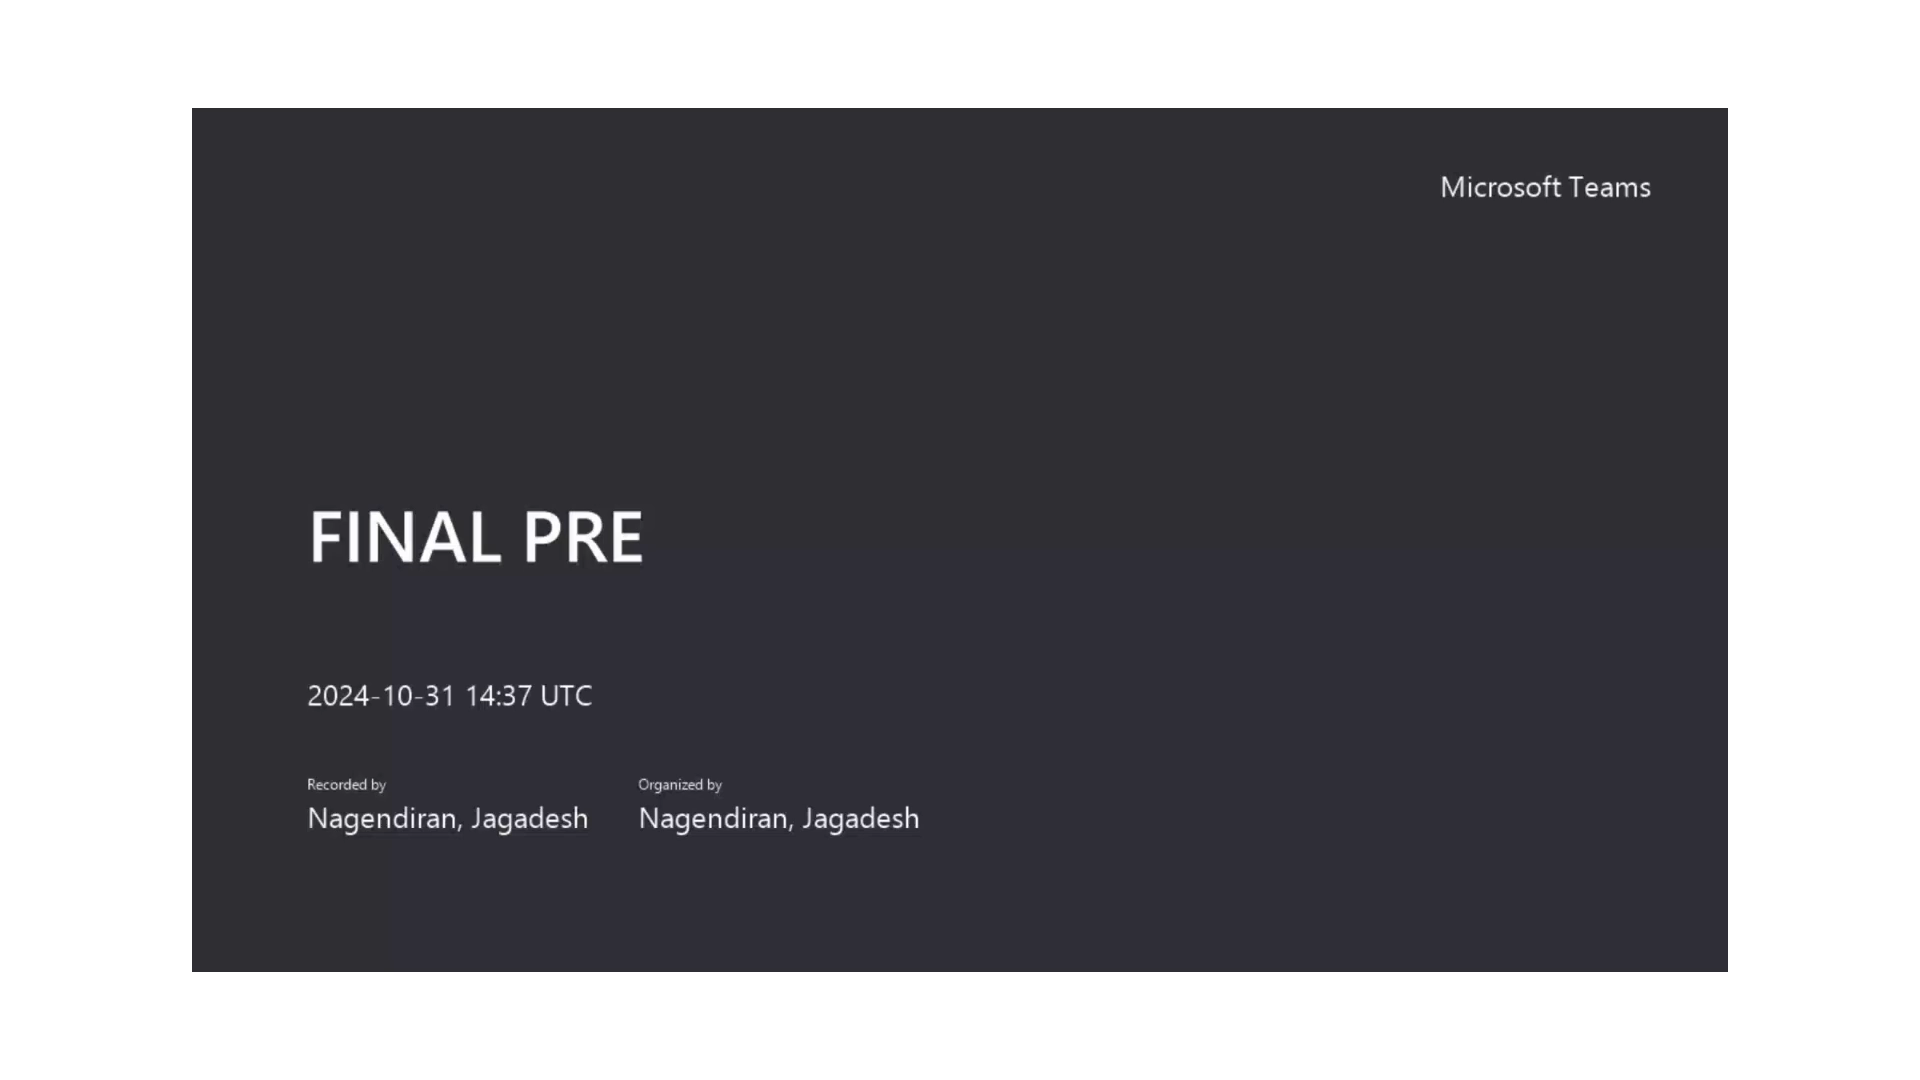 Microsoft Teams
FINAL PRE
2024-10-31 14:37 UTC
Recorded by
Nagendiran, Jagadesh
Organized by
Nagendiran, Jagadesh